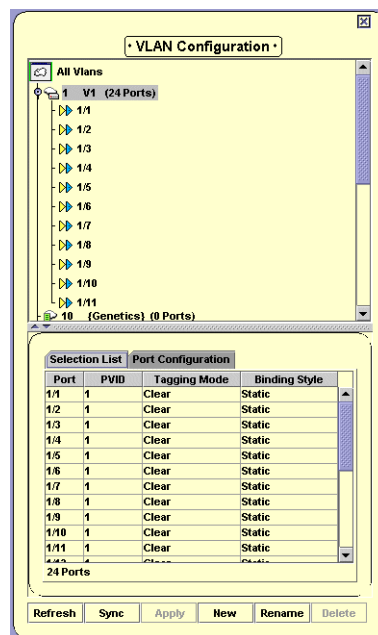 • VLAN Configuration •
All Vlans
1 V1 (24 Ports)
1/1
1/2
1/3
1/4
1/5
1/6
1/7
1/8
1/9
1/10
1/11
10 {Genetics} (0 Ports)
Selection List Port Configuration
Port PVID Tagging Mode Binding Style
1/1 1 Clear Static
1/2 1 Clear Static
1/3 1 Clear Static
1/4 1 Clear Static
1/5 1 Clear Static
1/6 1 Clear Static
1/7 1 Clear Static
1/8 1 Clear Static
1/9 1 Clear Static
1/10 1 Clear Static
1/11 1 Clear Static
24 Ports
Refresh Sync Apply New Rename Delete